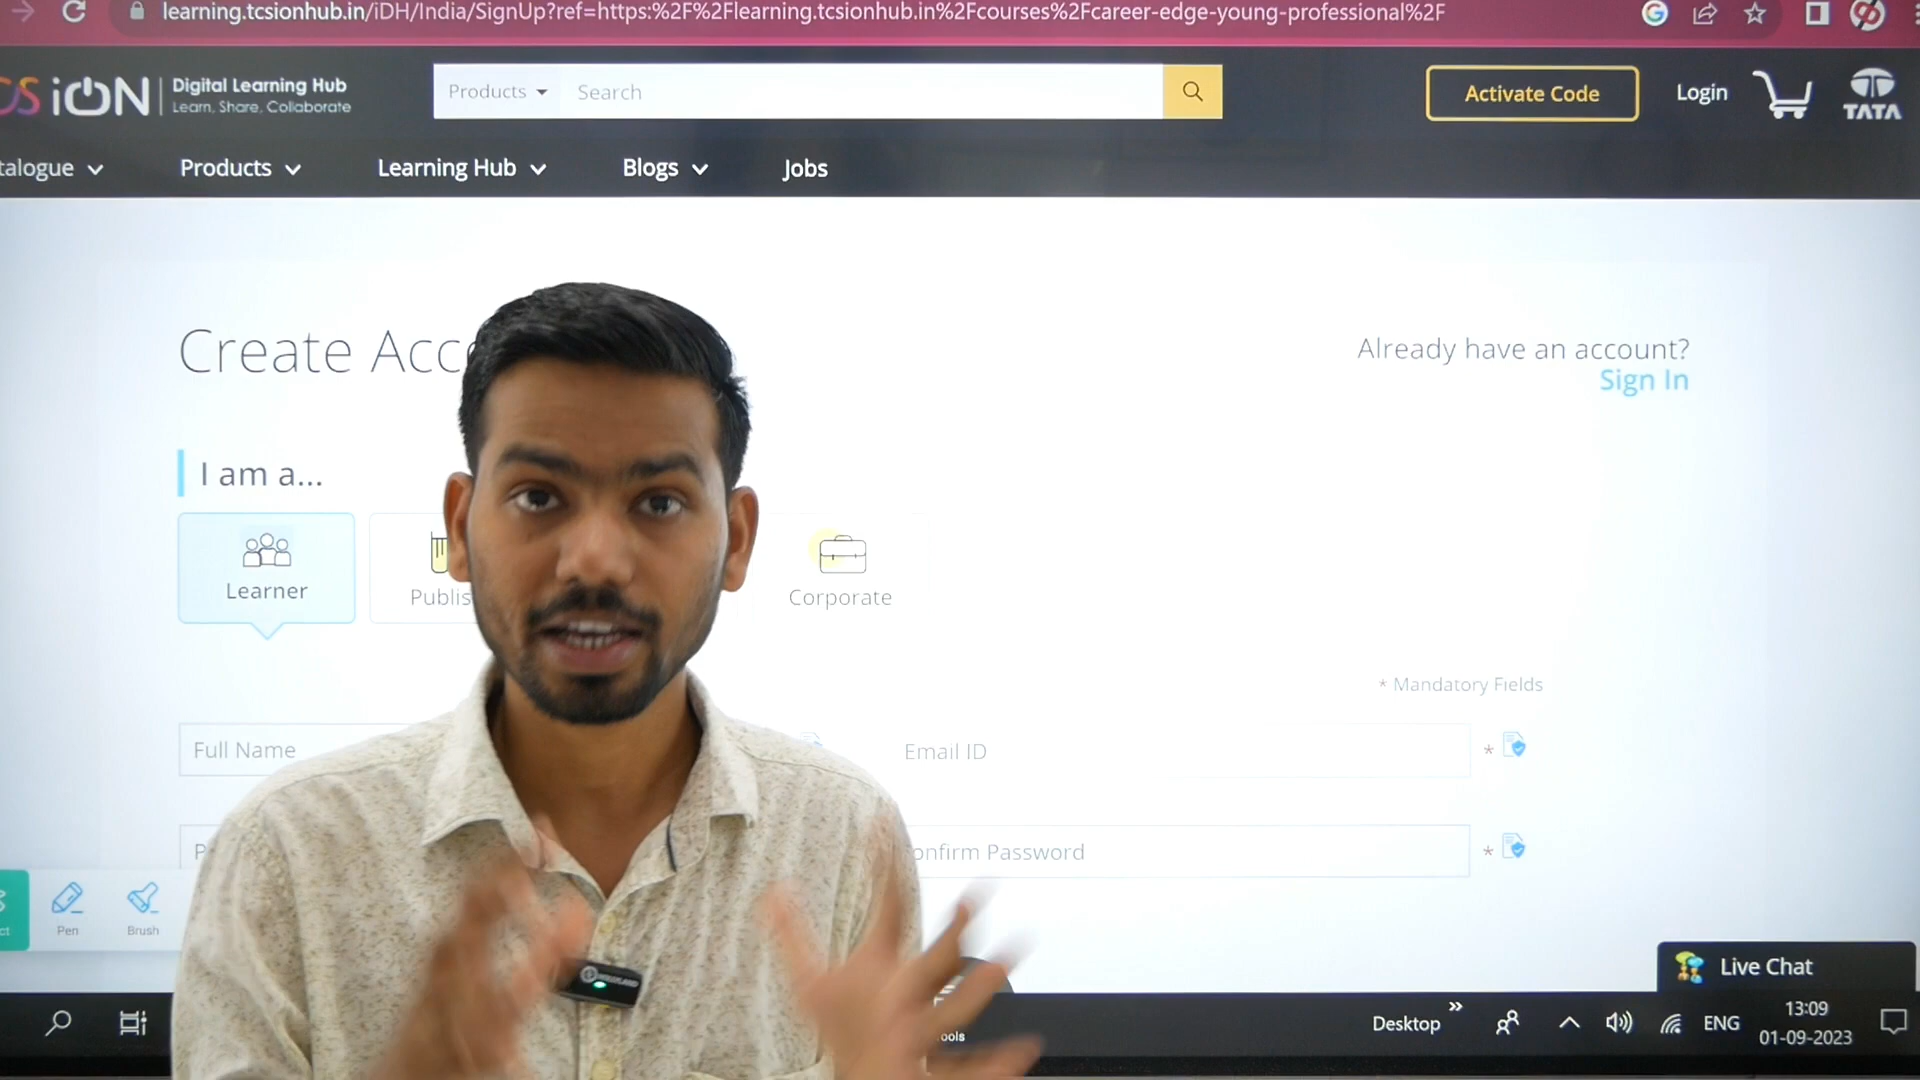 learning.tcsionhub.in/iDH/India/SignUp?ref=https:%2F%2Flearning.tcsionhub.in%2Fcourses%2Fcareer-edge-young-professional%2F
iON Digital Learning Hub
Learn, Share, Collaborate
Products Search
Activate Code
Login
TATA
talogue Products Learning Hub Blogs Jobs
Create Acc
Already have an account?
Sign In
I am a...
Learner
Publis
Corporate
* Mandatory Fields
Full Name
Email ID *
onfirm Password *
Pen Brush
Live Chat
ools
Desktop ENG 13:09
01-09-2023